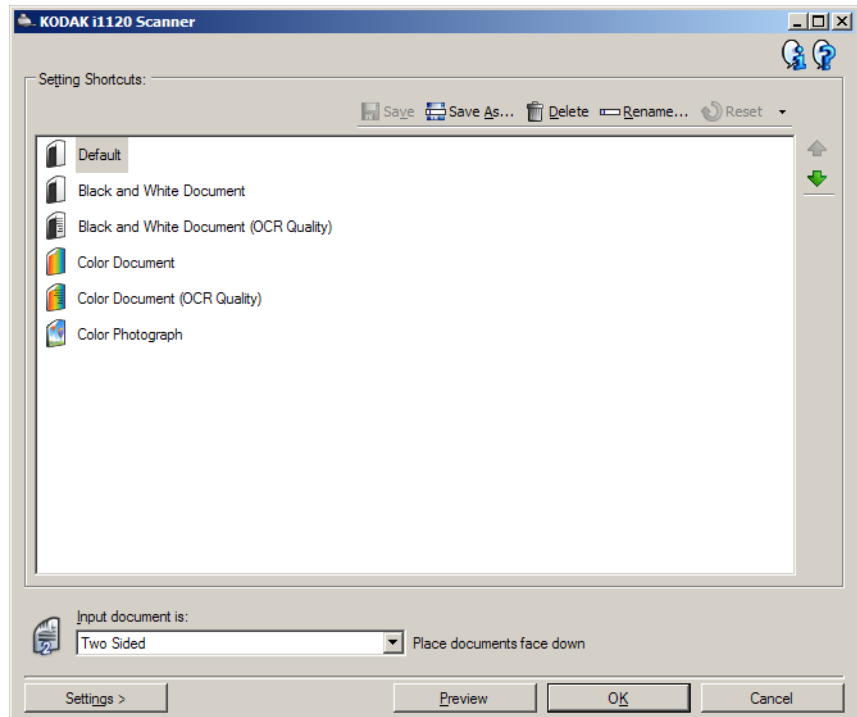 KODAK i1120 Scanner
Setting Shortcuts:
Save Save As... Delete Rename... Reset
Default
Black and White Document
Black and White Document (OCR Quality)
Color Document
Color Document (OCR Quality)
Color Photograph
Input document is:
2 Two Sided Place documents face down
Settings > Preview OK Cancel